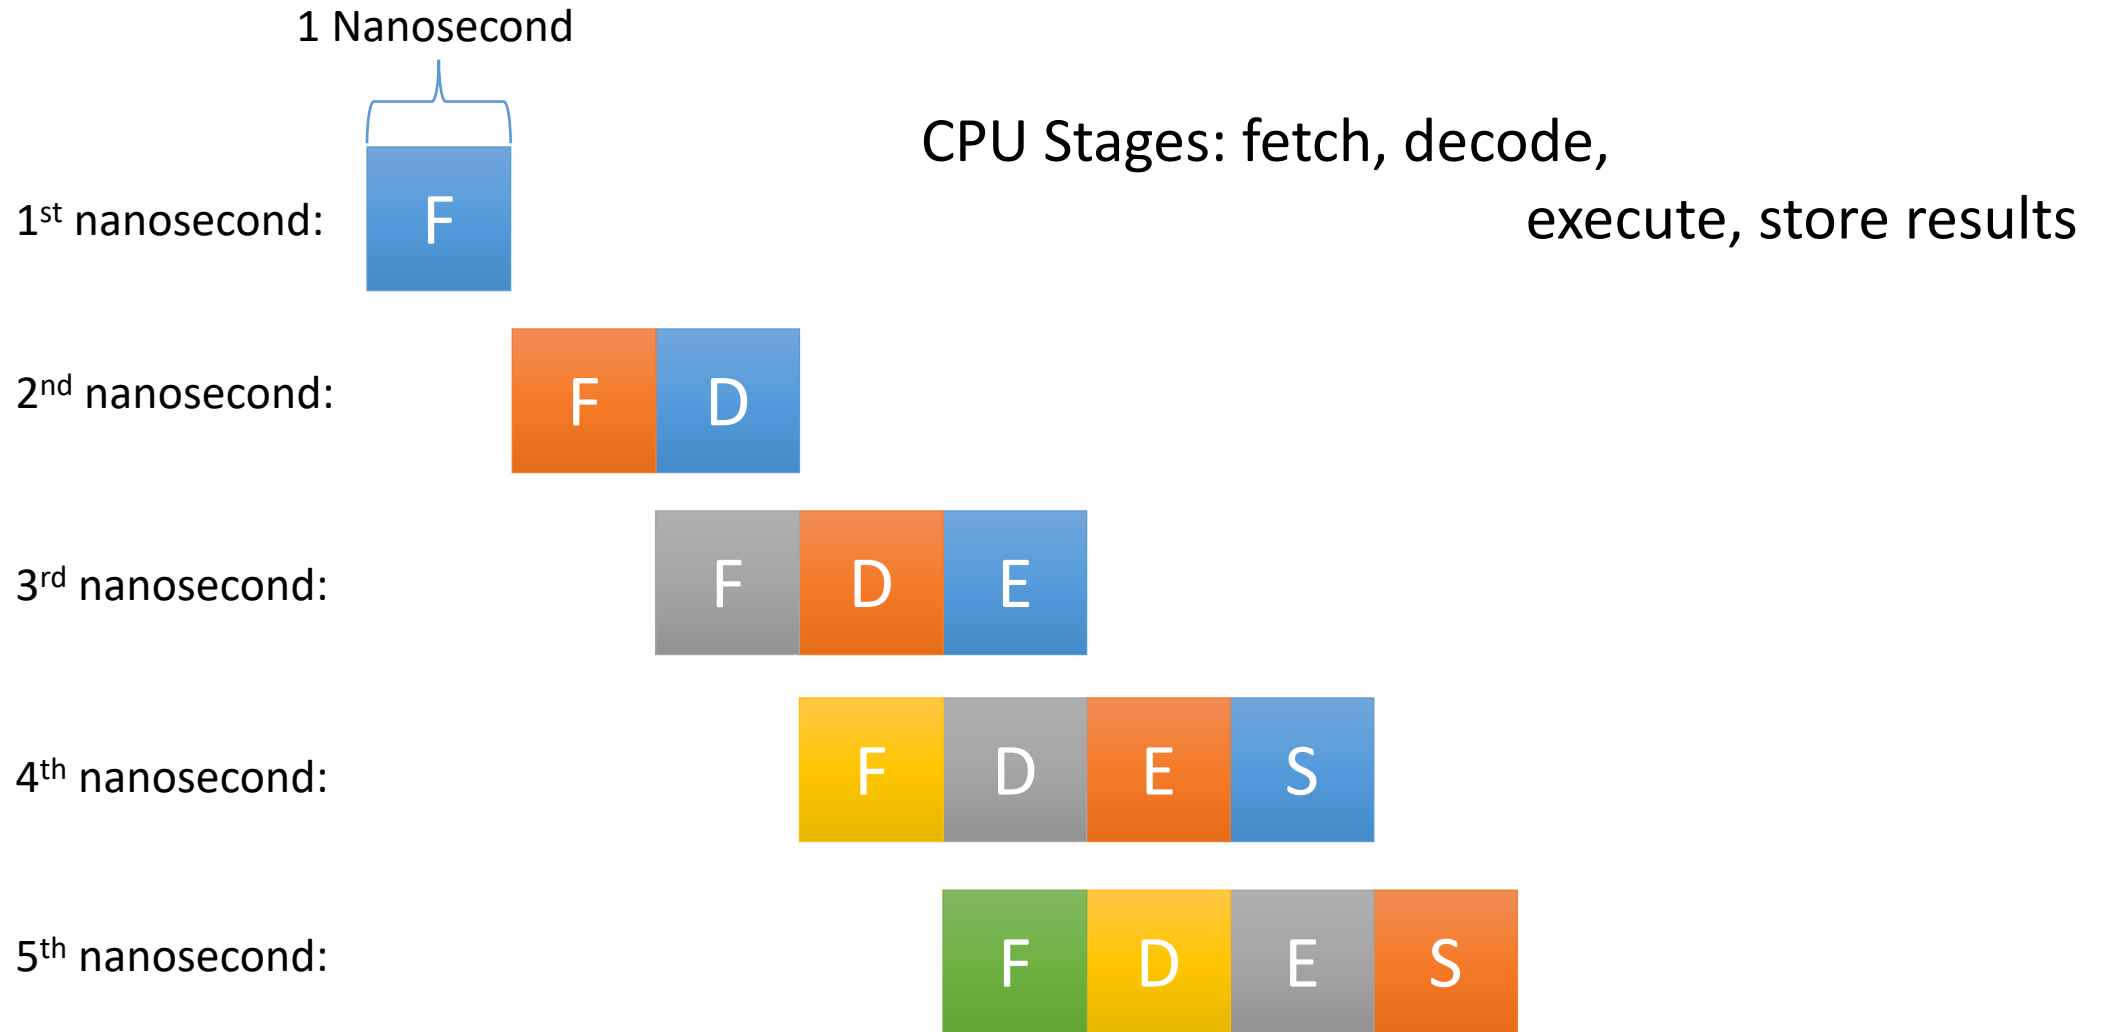 1 Nanosecond
CPU Stages: fetch, decode,
execute, store results
1st nanosecond:
F
2nd nanosecond:
F D
3rd nanosecond:
F D E
4th nanosecond:
F D E S
5th nanosecond:
F D E S